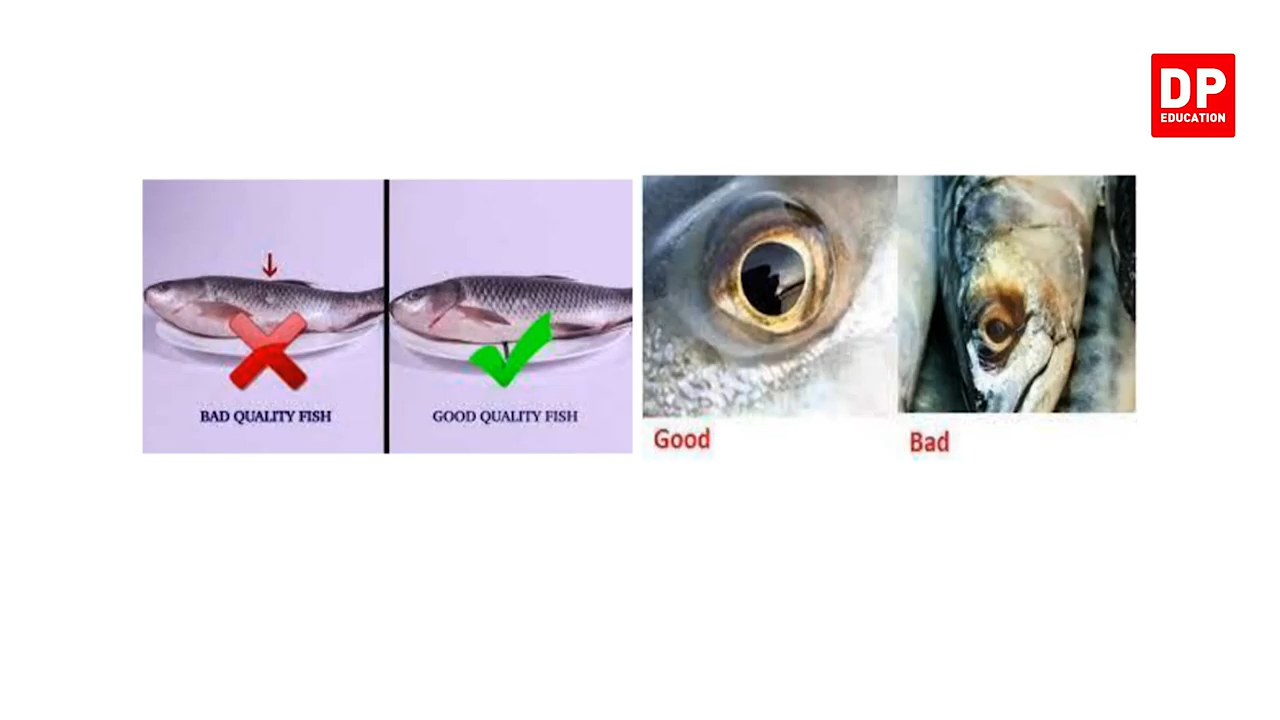 DP
EDUCATION
BAD QUALITY FISH
GOOD QUALITY FISH
Good
Bad